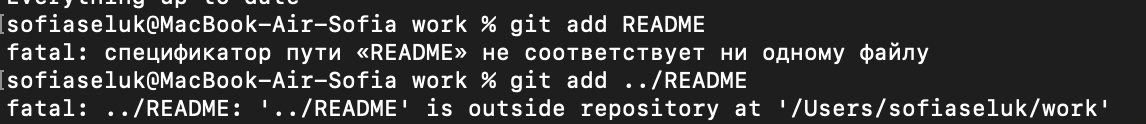 Everything up-to-date
[sofiaseluk@MacBook-Air-Sofia work % git add README
fatal: спецификатор пути «README» не соответствует ни одному файлу
[sofiaseluk@MacBook-Air-Sofia work % git add ../README
fatal: ../README: '../README' is outside repository at '/Users/sofiaseluk/work'